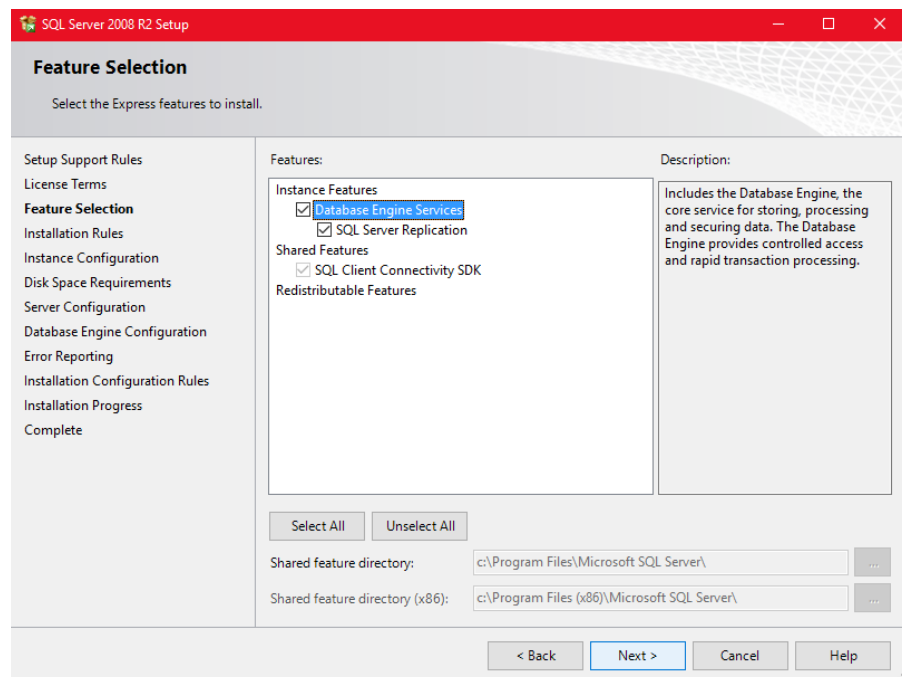 SQL Server 2008 R2 Setup
Feature Selection
Select the Express features to install.
Setup Support Rules
License Terms
Feature Selection
Installation Rules
Instance Configuration
Disk Space Requirements
Server Configuration
Database Engine Configuration
Error Reporting
Installation Configuration Rules
Installation Progress
Complete
Features:
Instance Features
Database Engine Services
SQL Server Replication
Shared Features
SQL Client Connectivity SDK
Redistributable Features
Description:
Includes the Database Engine, the
core service for storing, processing
and securing data. The Database
Engine provides controlled access
and rapid transaction processing.
Select All
Unselect All
Shared feature directory:
c:\Program Files\Microsoft SQL Server\
...
Shared feature directory (x86):
c:\Program Files (x86)\Microsoft SQL Server\
...
< Back
Next >
Cancel
Help